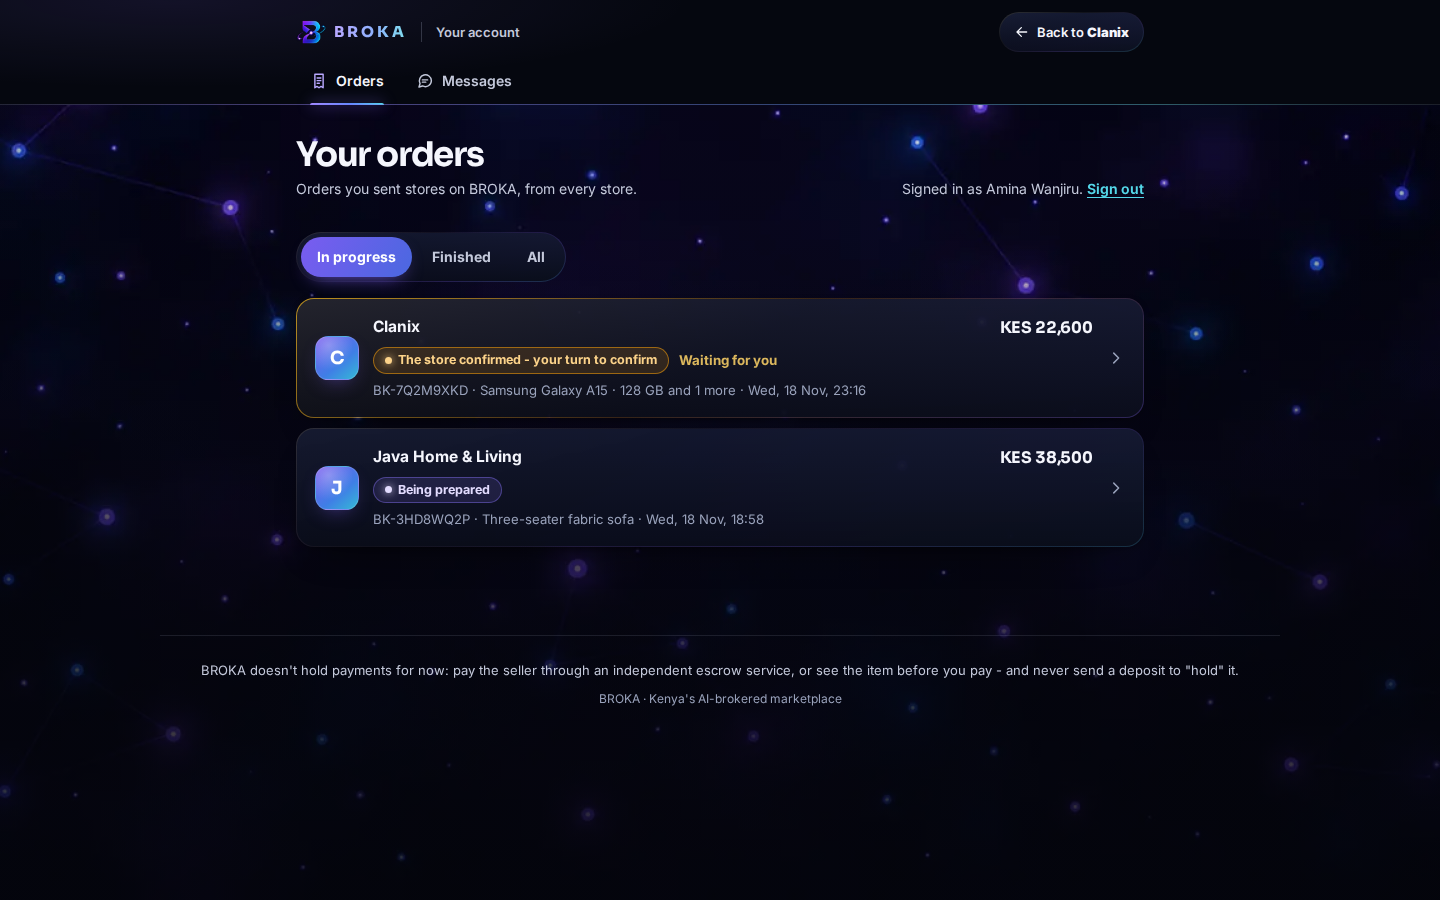 BROKA
Your account
Back to Clanix
Orders
Messages
Your orders
Orders you sent stores on BROKA, from every store.
Signed in as Amina Wanjiru. Sign out
In progress
Finished
All
C
Clanix
KES 22,600
The store confirmed - your turn to confirm
Waiting for you
BK-7Q2M9XKD · Samsung Galaxy A15 · 128 GB and 1 more · Wed, 18 Nov, 23:16
J
Java Home & Living
KES 38,500
Being prepared
BK-3HD8WQ2P · Three-seater fabric sofa · Wed, 18 Nov, 18:58
BROKA doesn't hold payments for now: pay the seller through an independent escrow service, or see the item before you pay - and never send a deposit to "hold" it.
BROKA · Kenya's AI-brokered marketplace